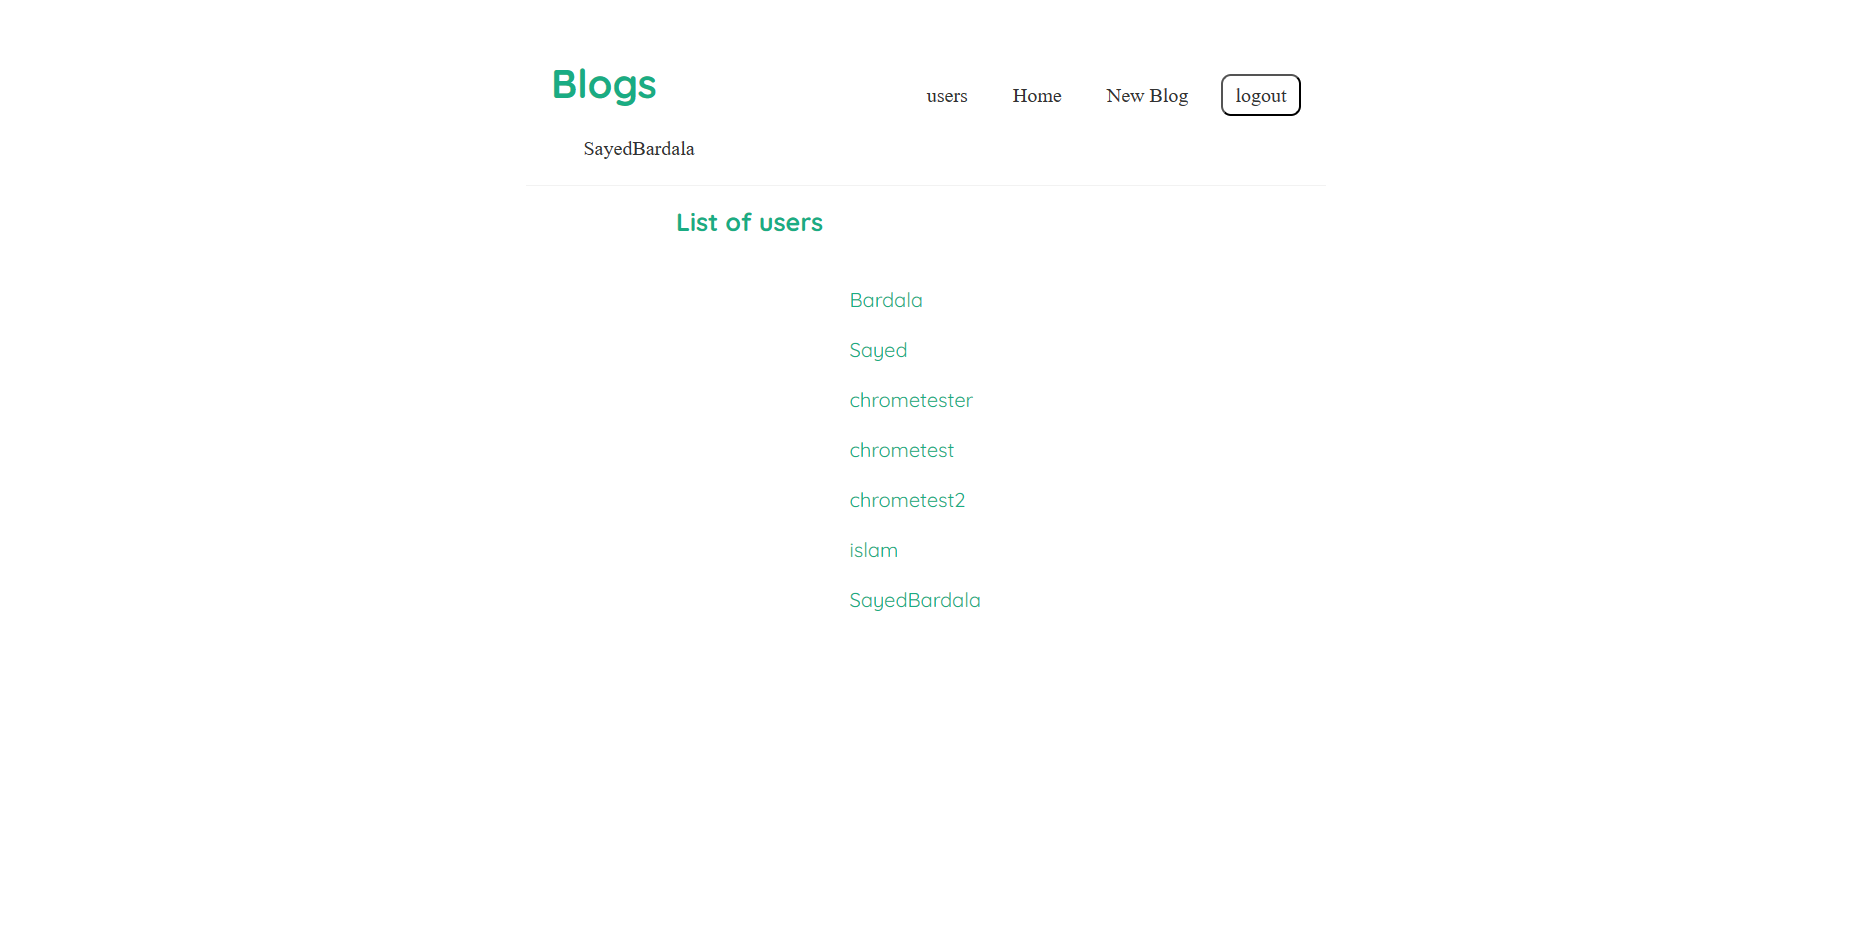 Blogs
users Home New Blog logout
SayedBardala
List of users
Bardala
Sayed
chrometester
chrometest
chrometest2
islam
SayedBardala